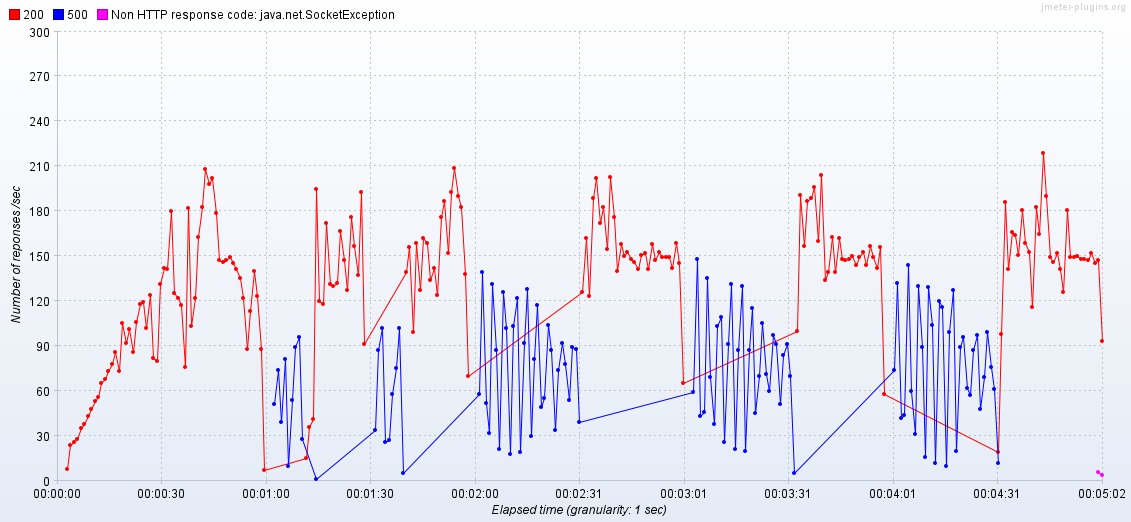 jmeter-plugins.org
200 500 Non HTTP response code: java.net.SocketException
300
270
240
210
180
150
120
90
60
30
0
Number of reponses /sec
00:00:00 00:00:30 00:01:00 00:01:30 00:02:00 00:02:31 00:03:01 00:03:31 00:04:01 00:04:31 00:05:02
Elapsed time (granularity: 1 sec)